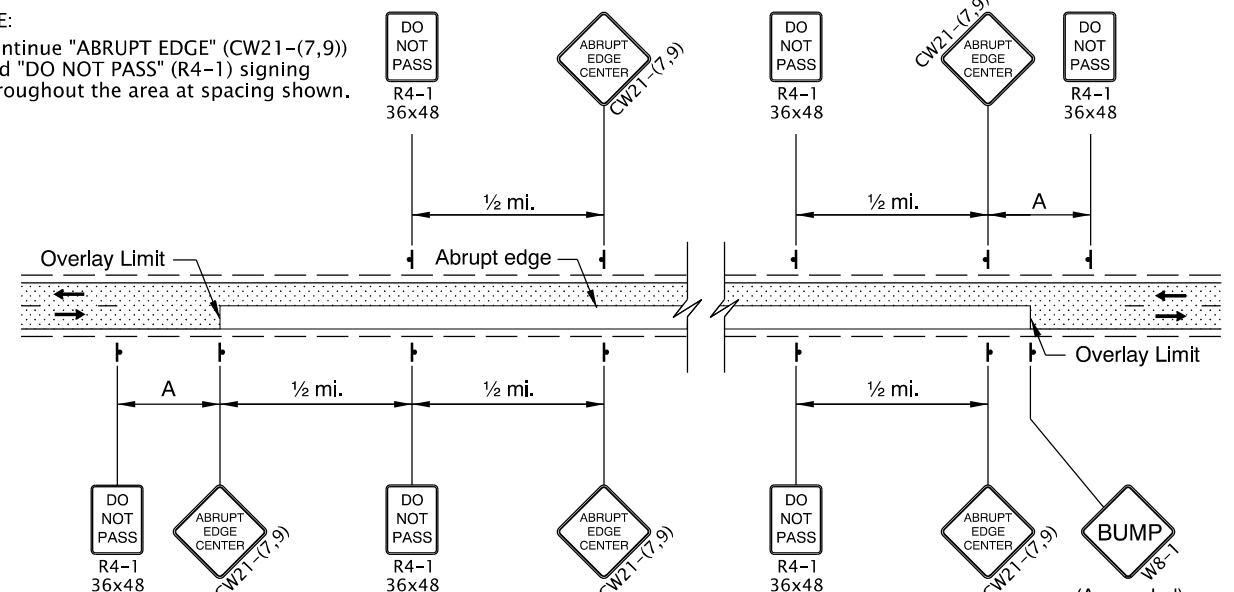 E:
ntinue "ABRUPT EDGE" (CW21-(7,9))
d "DO NOT PASS" (R4-1) signing
roughout the area at spacing shown.
DO
NOT
PASS
R4-1
36x48
ABRUPT
EDGE
CENTER
CW21-(7,9)
DO
NOT
PASS
R4-1
36x48
CW21-(7,9)
ABRUPT
EDGE
CENTER
DO
NOT
PASS
R4-1
36x48
½ mi.
½ mi.
A
Overlay Limit
Abrupt edge
Overlay Limit
A
½ mi.
½ mi.
½ mi.
DO
NOT
PASS
R4-1
36x48
ABRUPT
EDGE
CENTER
CW21-(7,9)
DO
NOT
PASS
R4-1
36x48
ABRUPT
EDGE
CENTER
CW21-(7,9)
DO
NOT
PASS
R4-1
36x48
ABRUPT
EDGE
CENTER
CW21-(7,9)
BUMP
W8-1